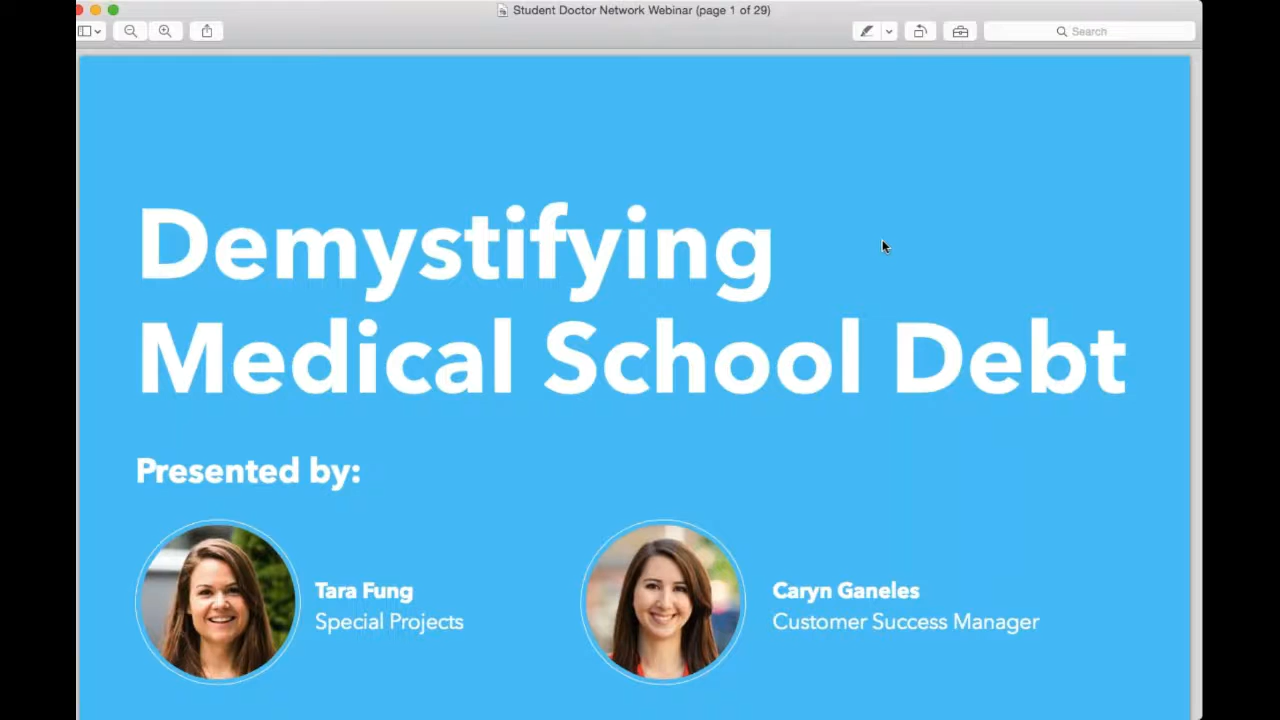 Student Doctor Network Webinar (page 1 of 29)
Search
Demystifying
Medical School Debt
Presented by:
Tara Fung
Special Projects
Caryn Ganeles
Customer Success Manager